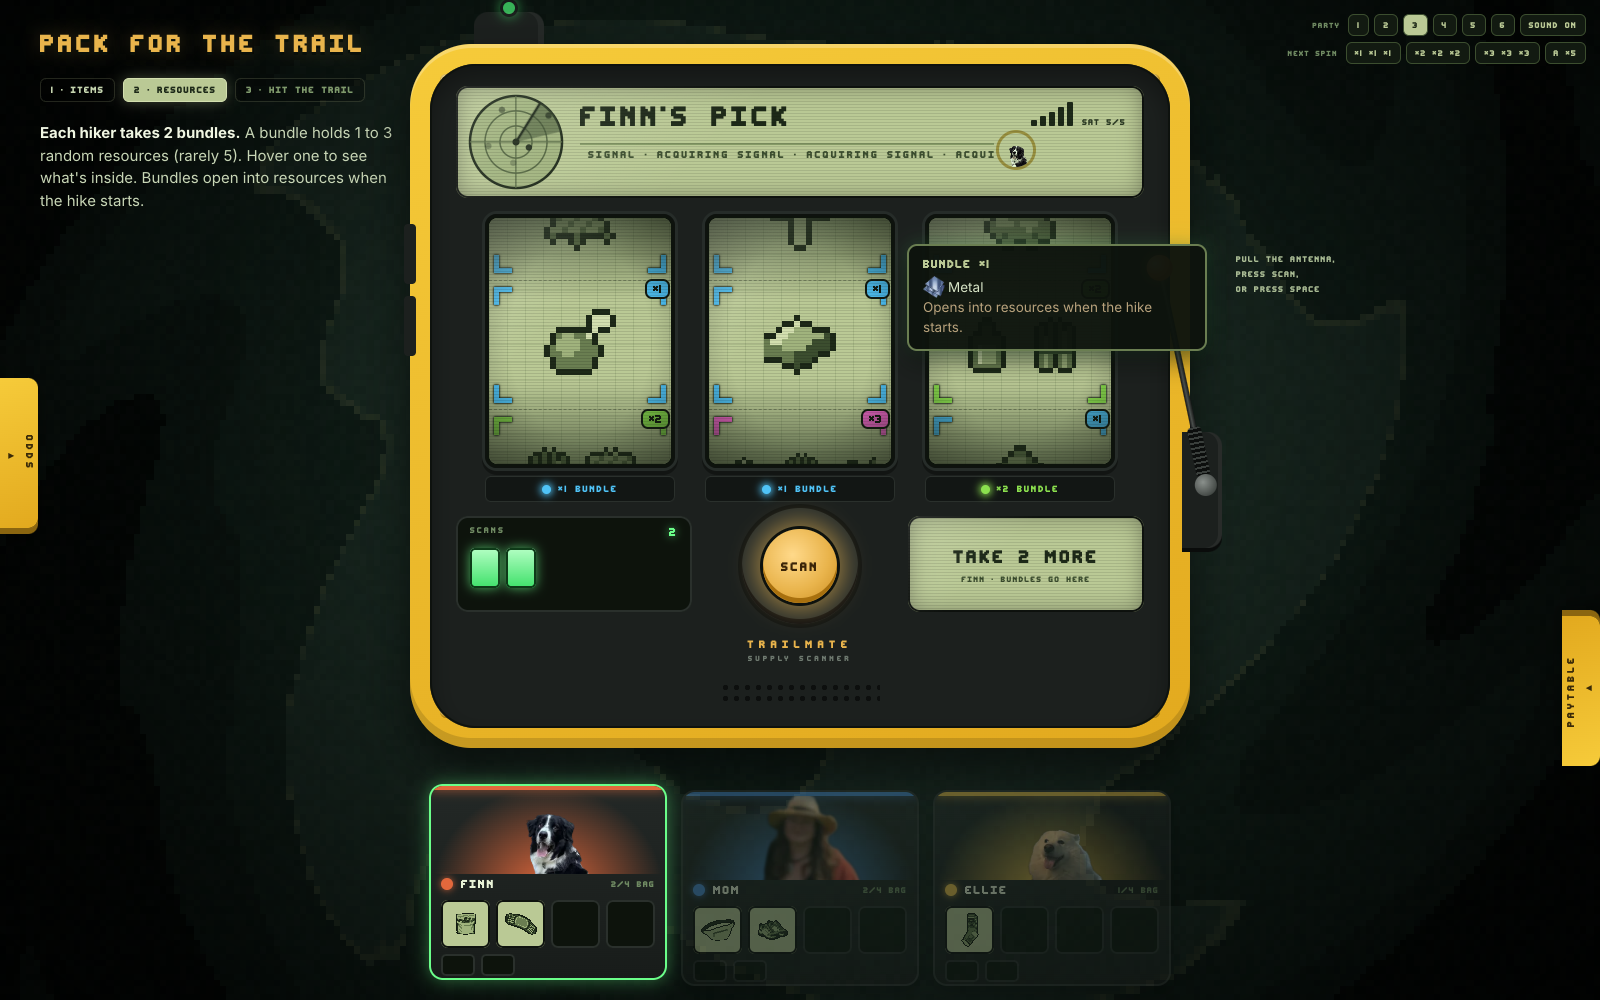 PACK FOR THE TRAIL
1 · ITEMS
2 · RESOURCES
3 · HIT THE TRAIL
Each hiker takes 2 bundles. A bundle holds 1 to 3
random resources (rarely 5). Hover one to see
what's inside. Bundles open into resources when
the hike starts.
PARTY
1
2
3
4
5
6
SOUND ON
NEXT SPIN
×1 ×1 ×1
×2 ×2 ×2
×3 ×3 ×3
A ×5
FINN'S PICK
SAT 5/5
SIGNAL · ACQUIRING SIGNAL · ACQUIRING SIGNAL · ACQUI
×1
×1
BUNDLE ×1
Metal
Opens into resources when the hike
starts.
PULL THE ANTENNA,
PRESS SCAN,
OR PRESS SPACE
×2
×3
×1
×1 BUNDLE
×1 BUNDLE
×2 BUNDLE
SCANS
2
SCAN
TAKE 2 MORE
FINN · BUNDLES GO HERE
TRAILMATE
SUPPLY SCANNER
ODDS
PAYTABLE
FINN
2/4 BAG
MOM
2/4 BAG
ELLIE
1/4 BAG